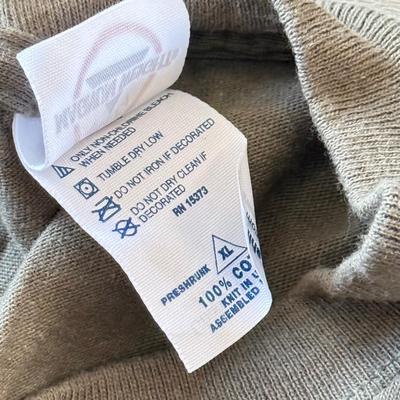 ONLY NON-CHLORINE BLEACH
WHEN NEEDED
TUMBLE DRY LOW
DO NOT IRON IF DECORATED
DO NOT DRY CLEAN IF
DECORATED
RN 15373
PRESHRUNK
XL
100% CO
KNIT IN
ASSEMBLED